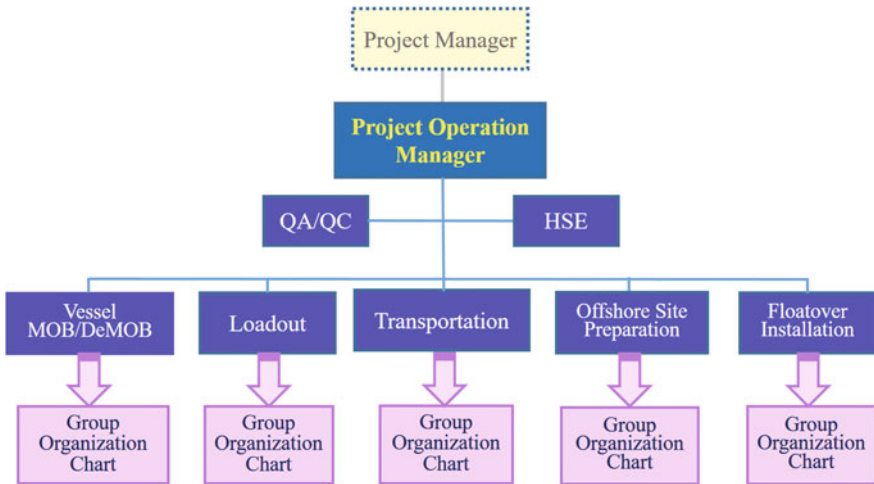 Project Manager
Project Operation
Manager
QA/QC
HSE
Vessel
MOB/DeMOB
Loadout
Transportation
Offshore Site
Preparation
Floatover
Installation
Group
Organization
Chart
Group
Organization
Chart
Group
Organization
Chart
Group
Organization
Chart
Group
Organization
Chart